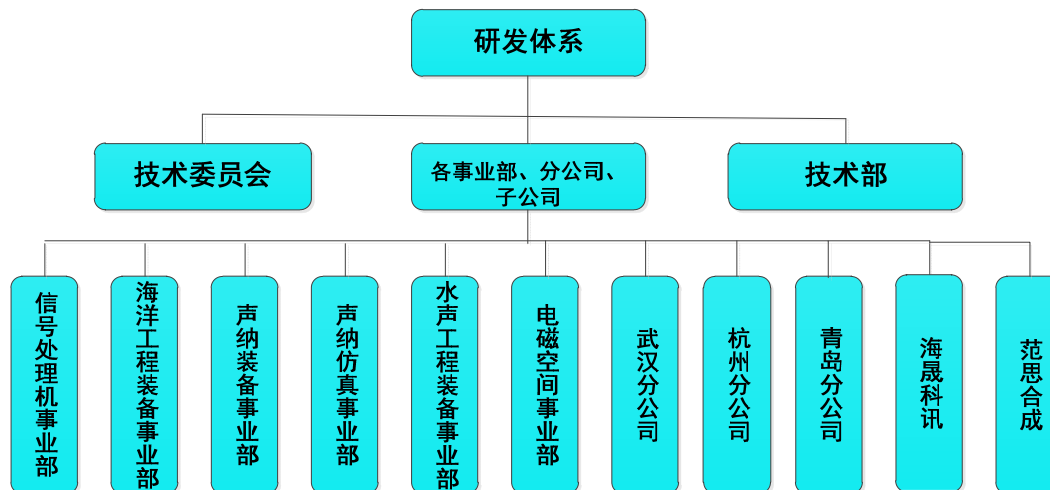 研发体系
技术委员会
各事业部、分公司、
子公司
技术部
信号处理机事业部
海洋工程装备事业部
声纳装备事业部
声纳仿真事业部
水声工程装备事业部
电磁空间事业部
武汉分公司
杭州分公司
青岛分公司
海晟科讯
范思合成